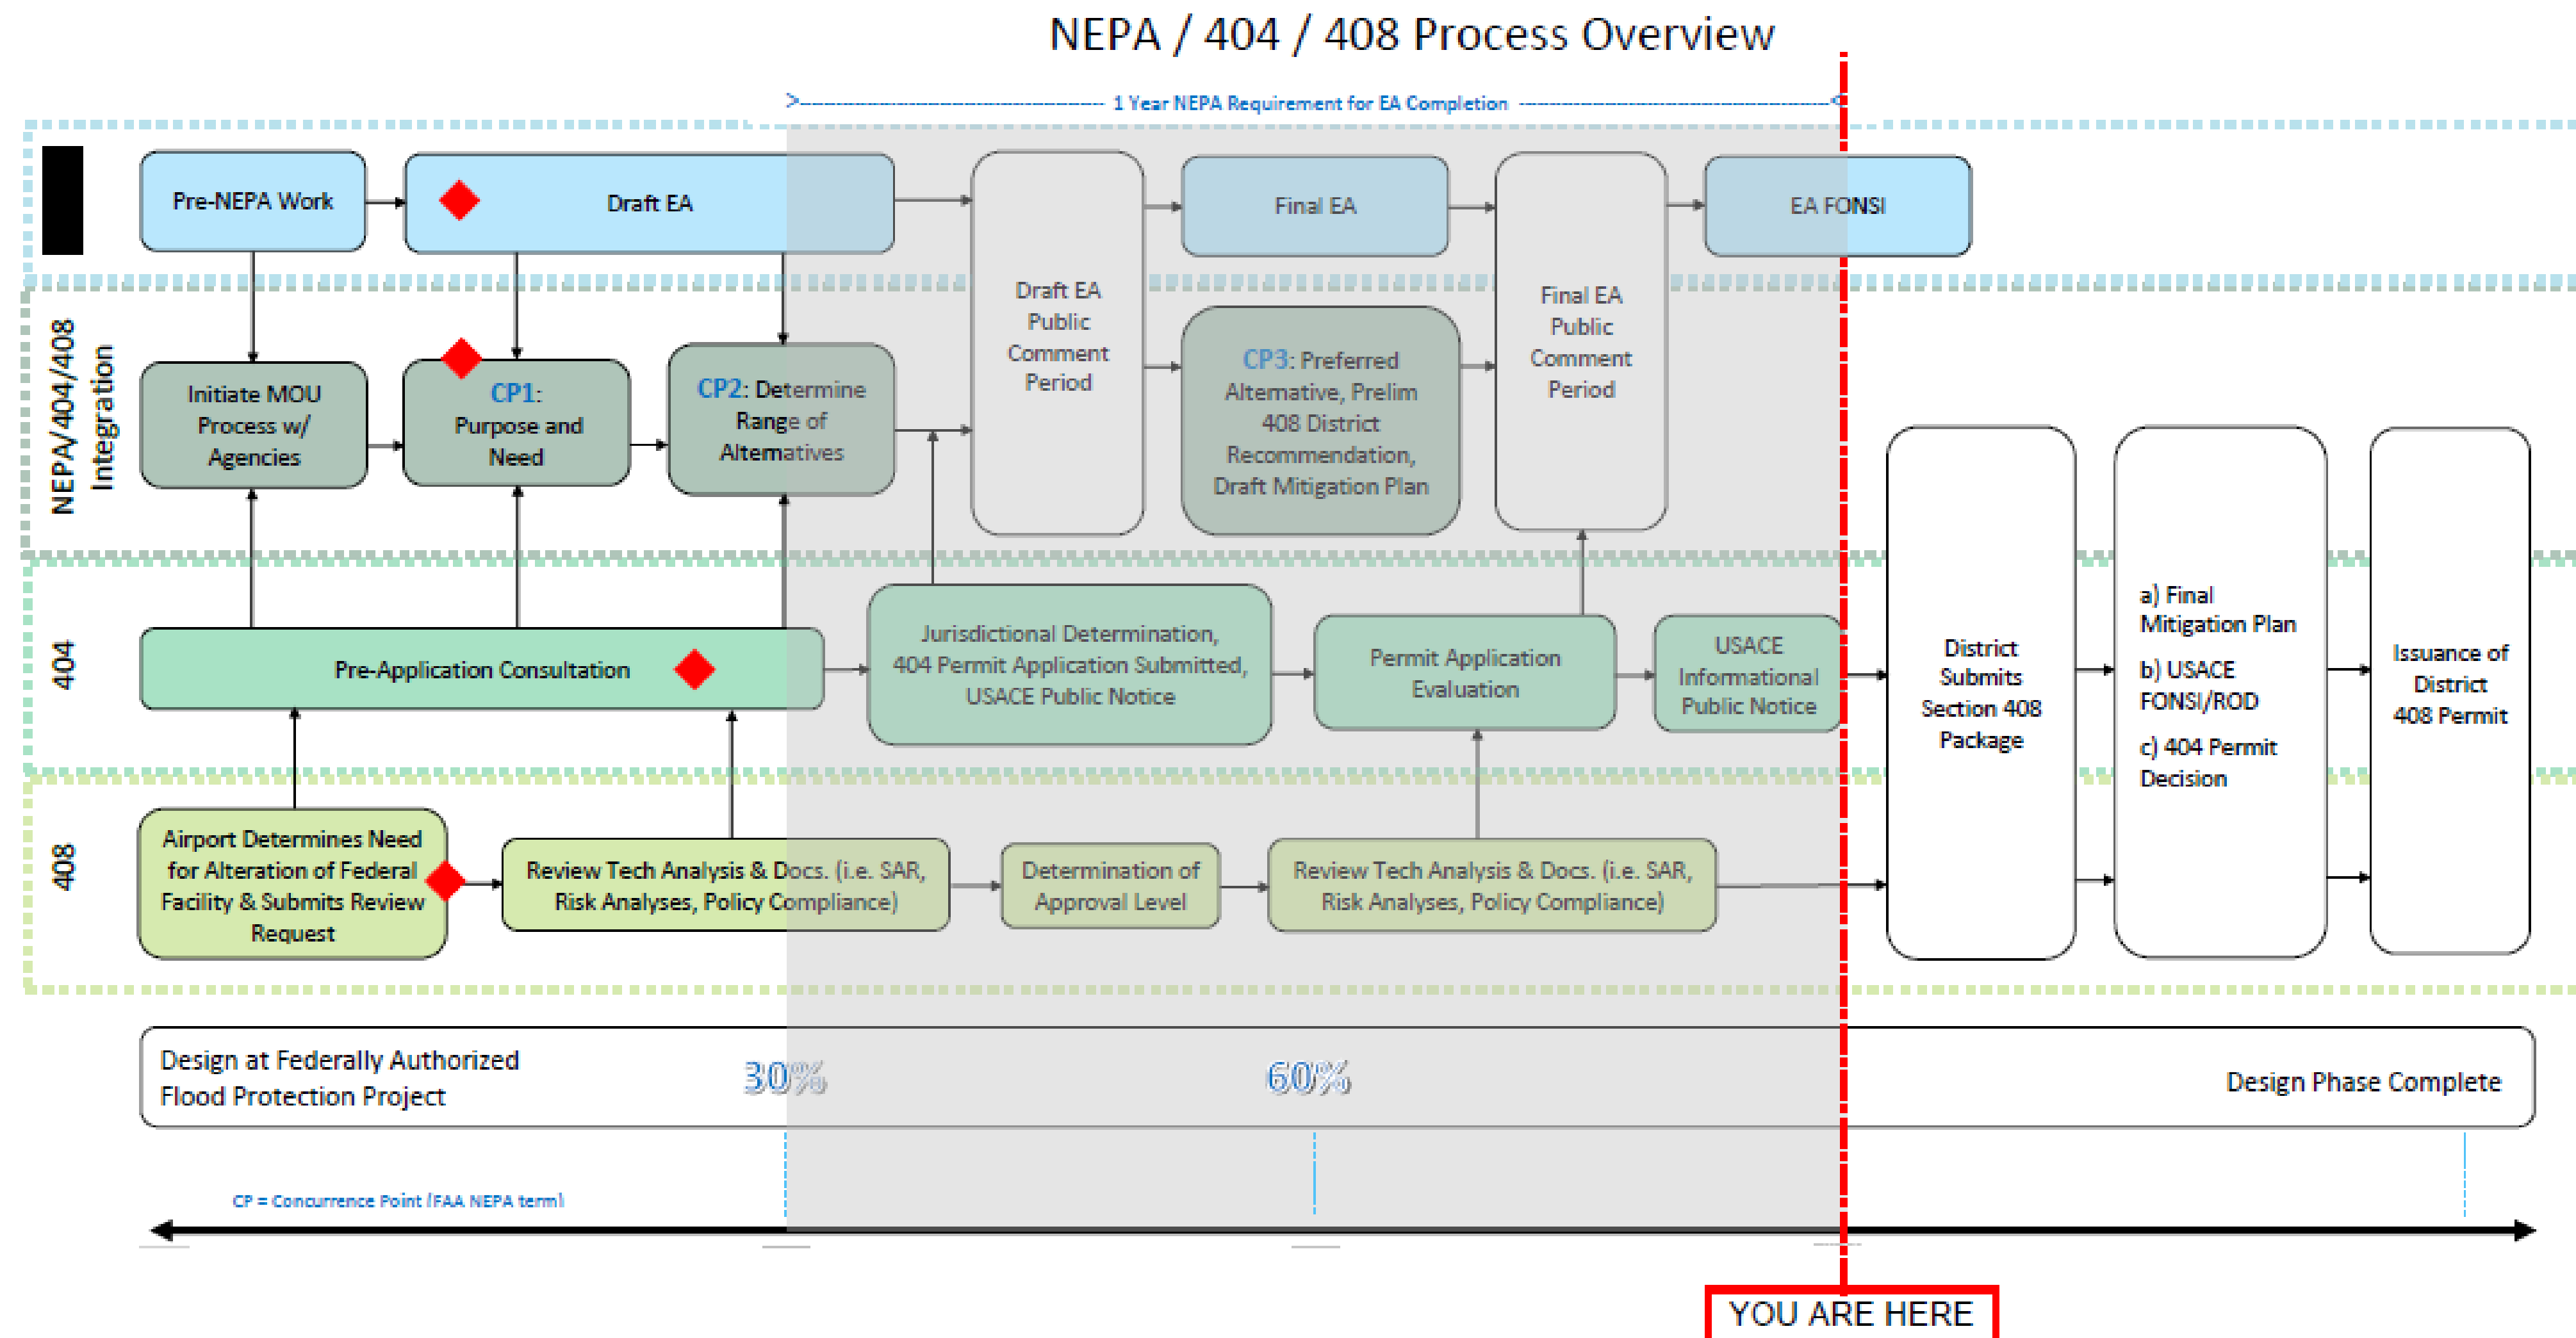 NEPA / 404 / 408 Process Overview
1 Year NEPA Requirement for EA Completion
Pre-NEPA Work
Draft EA
Draft EA
Public
Comment
Period
Final EA
Final EA
Public
Comment
Period
EA FONSI
NEPA/404/408
Integration
Initiate MOU
Process w/
Agencies
CP1:
Purpose and
Need
CP2: Determine
Range of
Alternatives
CP3: Preferred
Alternative, Prelim
408 District
Recommendation,
Draft Mitigation Plan
404
Pre-Application Consultation
Jurisdictional Determination,
404 Permit Application Submitted,
USACE Public Notice
Permit Application
Evaluation
USACE
Informational
Public Notice
District
Submits
Section 408
Package
a) Final
Mitigation Plan
b) USACE
FONSI/ROD
c) 404 Permit
Decision
Issuance of
District
408 Permit
408
Airport Determines Need
for Alteration of Federal
Facility & Submits Review
Request
Review Tech Analysis & Docs. (i.e. SAR,
Risk Analyses, Policy Compliance)
Determination of
Approval Level
Review Tech Analysis & Docs. (i.e. SAR,
Risk Analyses, Policy Compliance)
Design at Federally Authorized
Flood Protection Project
30%
60%
Design Phase Complete
CP = Concurrence Point (FAA NEPA term)
YOU ARE HERE